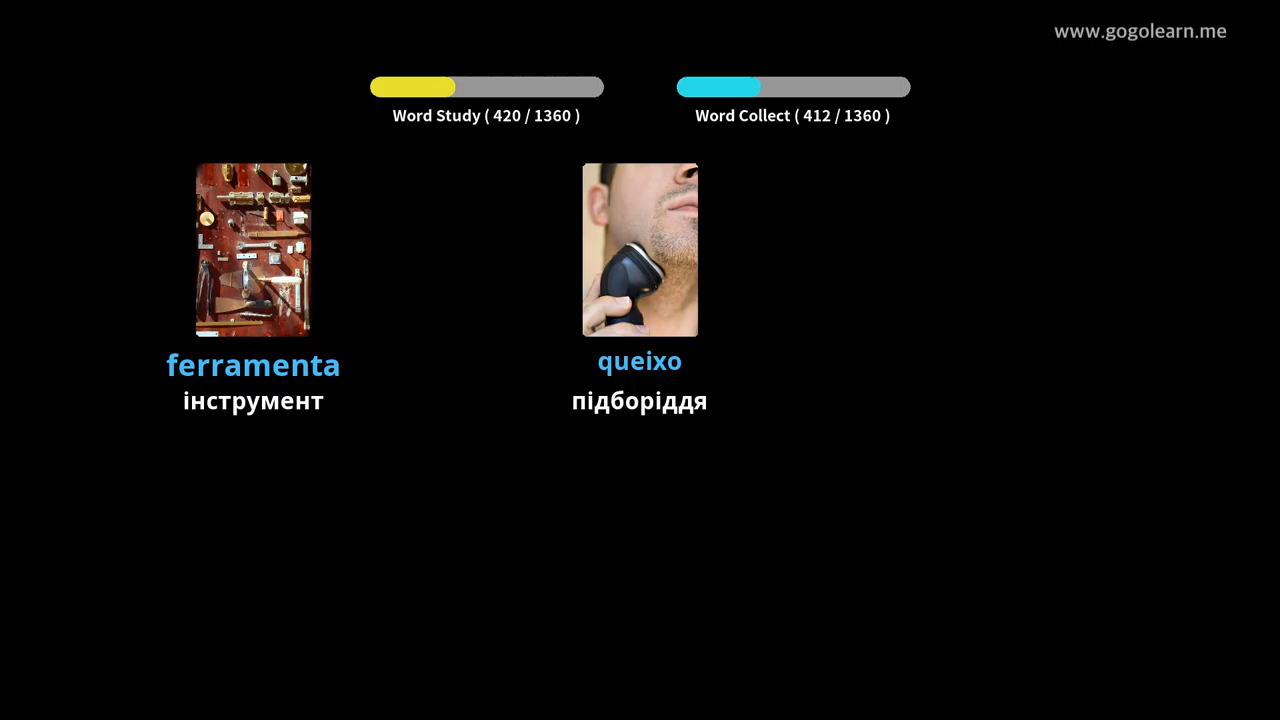 www.gogolearn.me
Word Study ( 420 / 1360 )
Word Collect ( 412 / 1360 )
ferramenta
інструмент
queixo
підборіддя